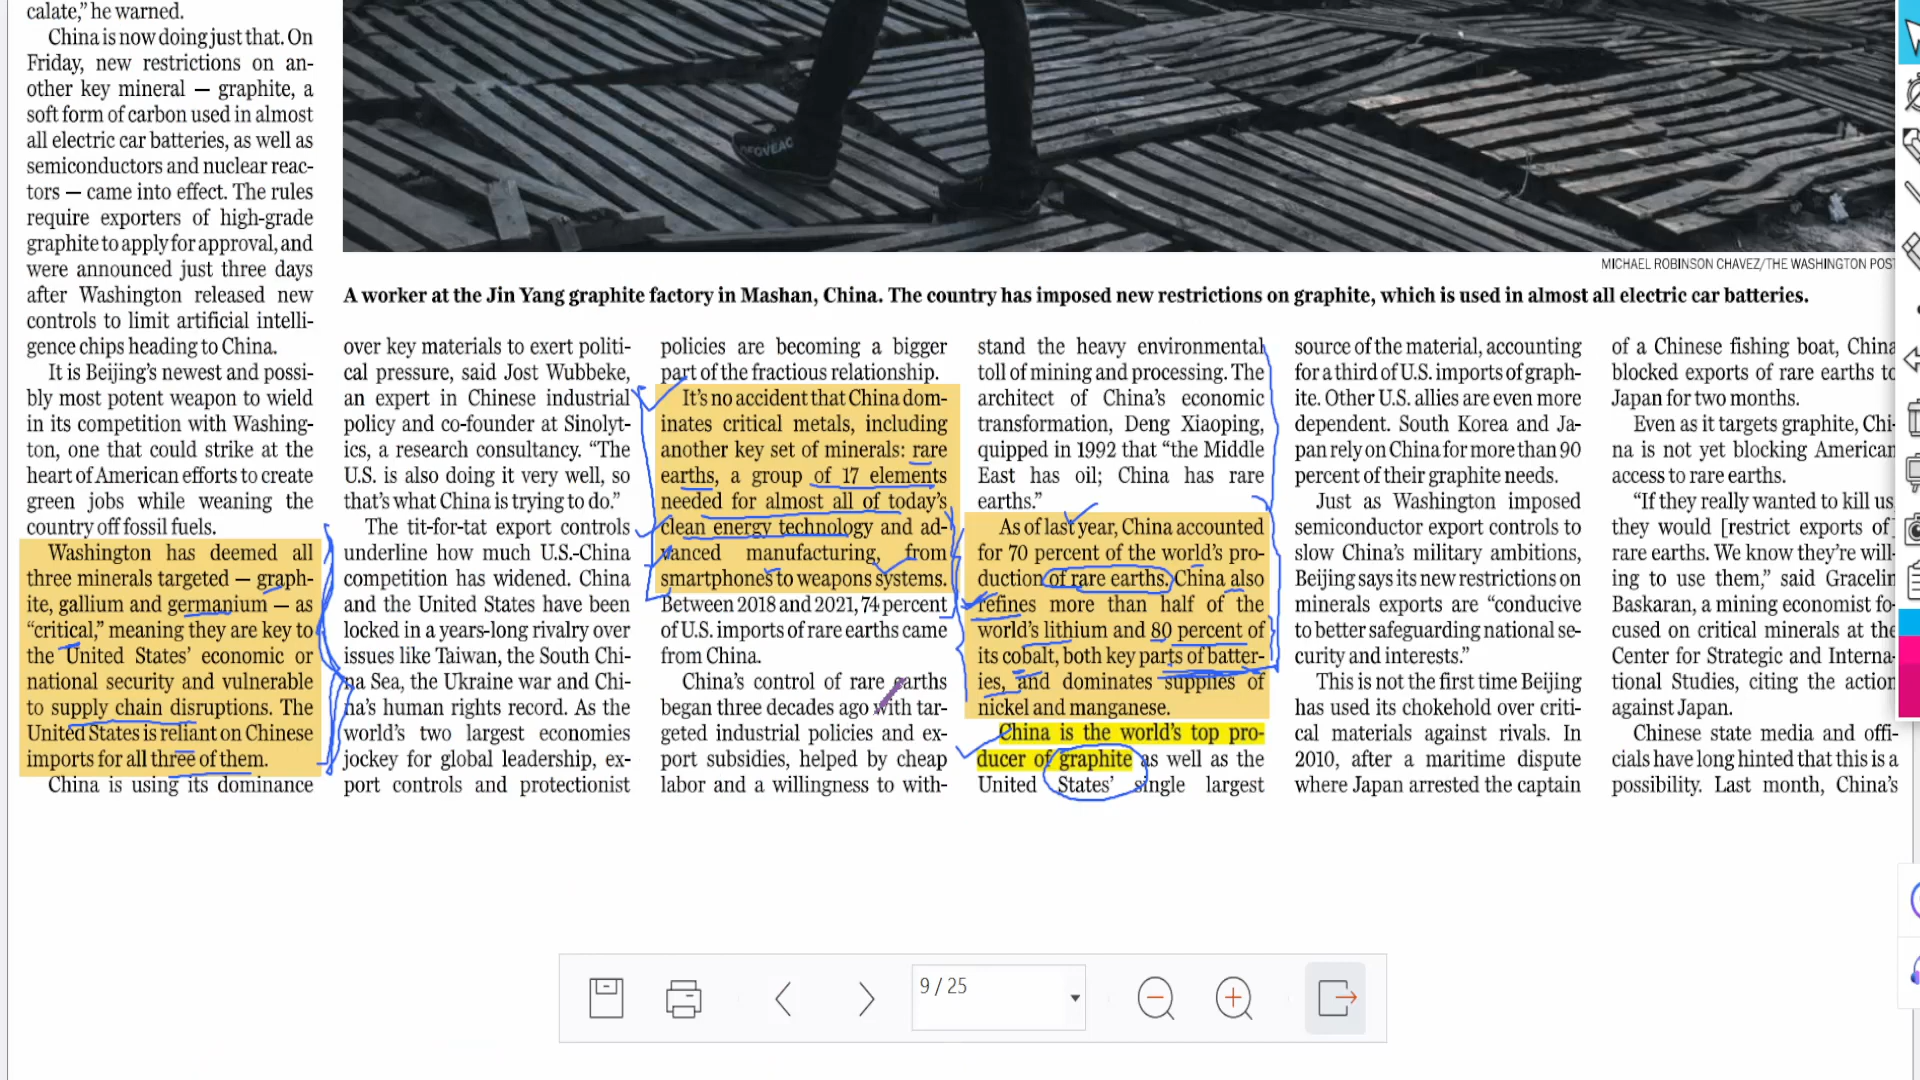 calate,” he warned.
China is now doing just that. On
Friday, new restrictions on an-
other key mineral — graphite, a
soft form of carbon used in almost
all electric car batteries, as well as
semiconductors and nuclear reac-
tors — came into effect. The rules
require exporters of high-grade
graphite to apply for approval, and
were announced just three days
after Washington released new
controls to limit artificial intelli-
gence chips heading to China.
It is Beijing’s newest and possi-
bly most potent weapon to wield
in its competition with Washing-
ton, one that could strike at the
heart of American efforts to create
green jobs while weaning the
country off fossil fuels.
Washington has deemed all
three minerals targeted — graph-
ite, gallium and germanium — as
“critical,” meaning they are key to
the United States’ economic or
national security and vulnerable
to supply chain disruptions. The
United States is reliant on Chinese
imports for all three of them.
China is using its dominance
MICHAEL ROBINSON CHAVEZ/THE WASHINGTON POS
A worker at the Jin Yang graphite factory in Mashan, China. The country has imposed new restrictions on graphite, which is used in almost all electric car batteries.
over key materials to exert politi-
cal pressure, said Jost Wubbeke,
an expert in Chinese industrial
policy and co-founder at Sinolyt-
ics, a research consultancy. “The
U.S. is also doing it very well, so
that’s what China is trying to do.”
The tit-for-tat export controls
underline how much U.S.-China
competition has widened. China
and the United States have been
locked in a years-long rivalry over
issues like Taiwan, the South Chi-
na Sea, the Ukraine war and Chi-
na’s human rights record. As the
world’s two largest economies
jockey for global leadership, ex-
port controls and protectionist
policies are becoming a bigger
part of the fractious relationship.
It’s no accident that China dom-
inates critical metals, including
another key set of minerals: rare
earths, a group of 17 elements
needed for almost all of today’s
clean energy technology and ad-
vanced manufacturing, from
smartphones to weapons systems.
Between 2018 and 2021, 74 percent
of U.S. imports of rare earths came
from China.
China’s control of rare earths
began three decades ago with tar-
geted industrial policies and ex-
port subsidies, helped by cheap
labor and a willingness to with-
stand the heavy environmental
toll of mining and processing. The
architect of China’s economic
transformation, Deng Xiaoping,
quipped in 1992 that “the Middle
East has oil; China has rare
earths.”
As of last year, China accounted
for 70 percent of the world’s pro-
duction of rare earths. China also
refines more than half of the
world’s lithium and 80 percent of
its cobalt, both key parts of batter-
ies, and dominates supplies of
nickel and manganese.
China is the world’s top pro-
ducer of graphite as well as the
United States’ single largest
source of the material, accounting
for a third of U.S. imports of graph-
ite. Other U.S. allies are even more
dependent. South Korea and Ja-
pan rely on China for more than 90
percent of their graphite needs.
Just as Washington imposed
semiconductor export controls to
slow China’s military ambitions,
Beijing says its new restrictions on
minerals exports are “conducive
to better safeguarding national se-
curity and interests.”
This is not the first time Beijing
has used its chokehold over criti-
cal materials against rivals. In
2010, after a maritime dispute
where Japan arrested the captain
of a Chinese fishing boat, China
blocked exports of rare earths to
Japan for two months.
Even as it targets graphite, Chi-
na is not yet blocking American
access to rare earths.
“If they really wanted to kill us,
they would [restrict exports of]
rare earths. We know they’re will-
ing to use them,” said Gracelin
Baskaran, a mining economist fo-
cused on critical minerals at the
Center for Strategic and Interna-
tional Studies, citing the action
against Japan.
Chinese state media and offi-
cials have long hinted that this is a
possibility. Last month, China’s
9 / 25